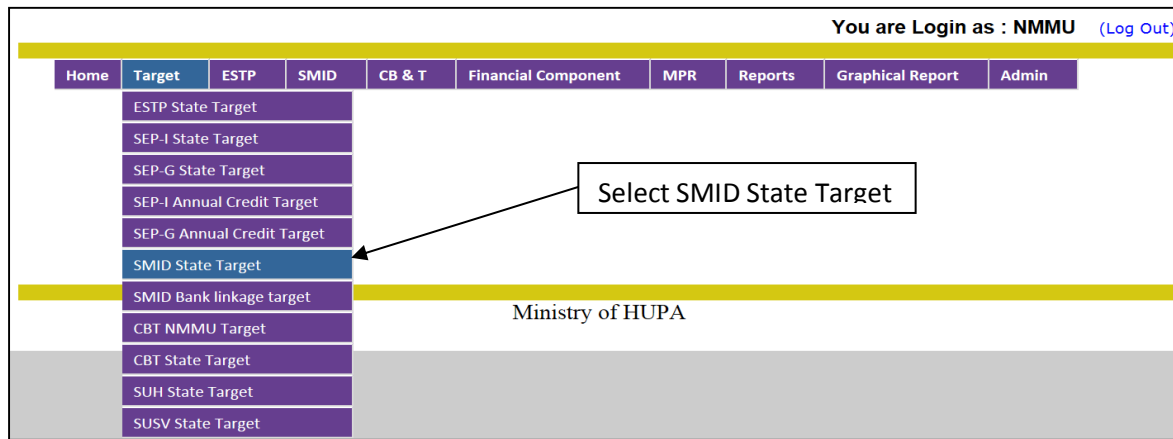 You are Login as : NMMU (Log Out)
Home Target ESTP SMID CB & T Financial Component MPR Reports Graphical Report Admin
ESTP State Target
SEP-I State Target
SEP-G State Target
SEP-I Annual Credit Target
SEP-G Annual Credit Target
SMID State Target
SMID Bank linkage target
CBT NMMU Target
CBT State Target
SUH State Target
SUSV State Target
Select SMID State Target
Ministry of HUPA